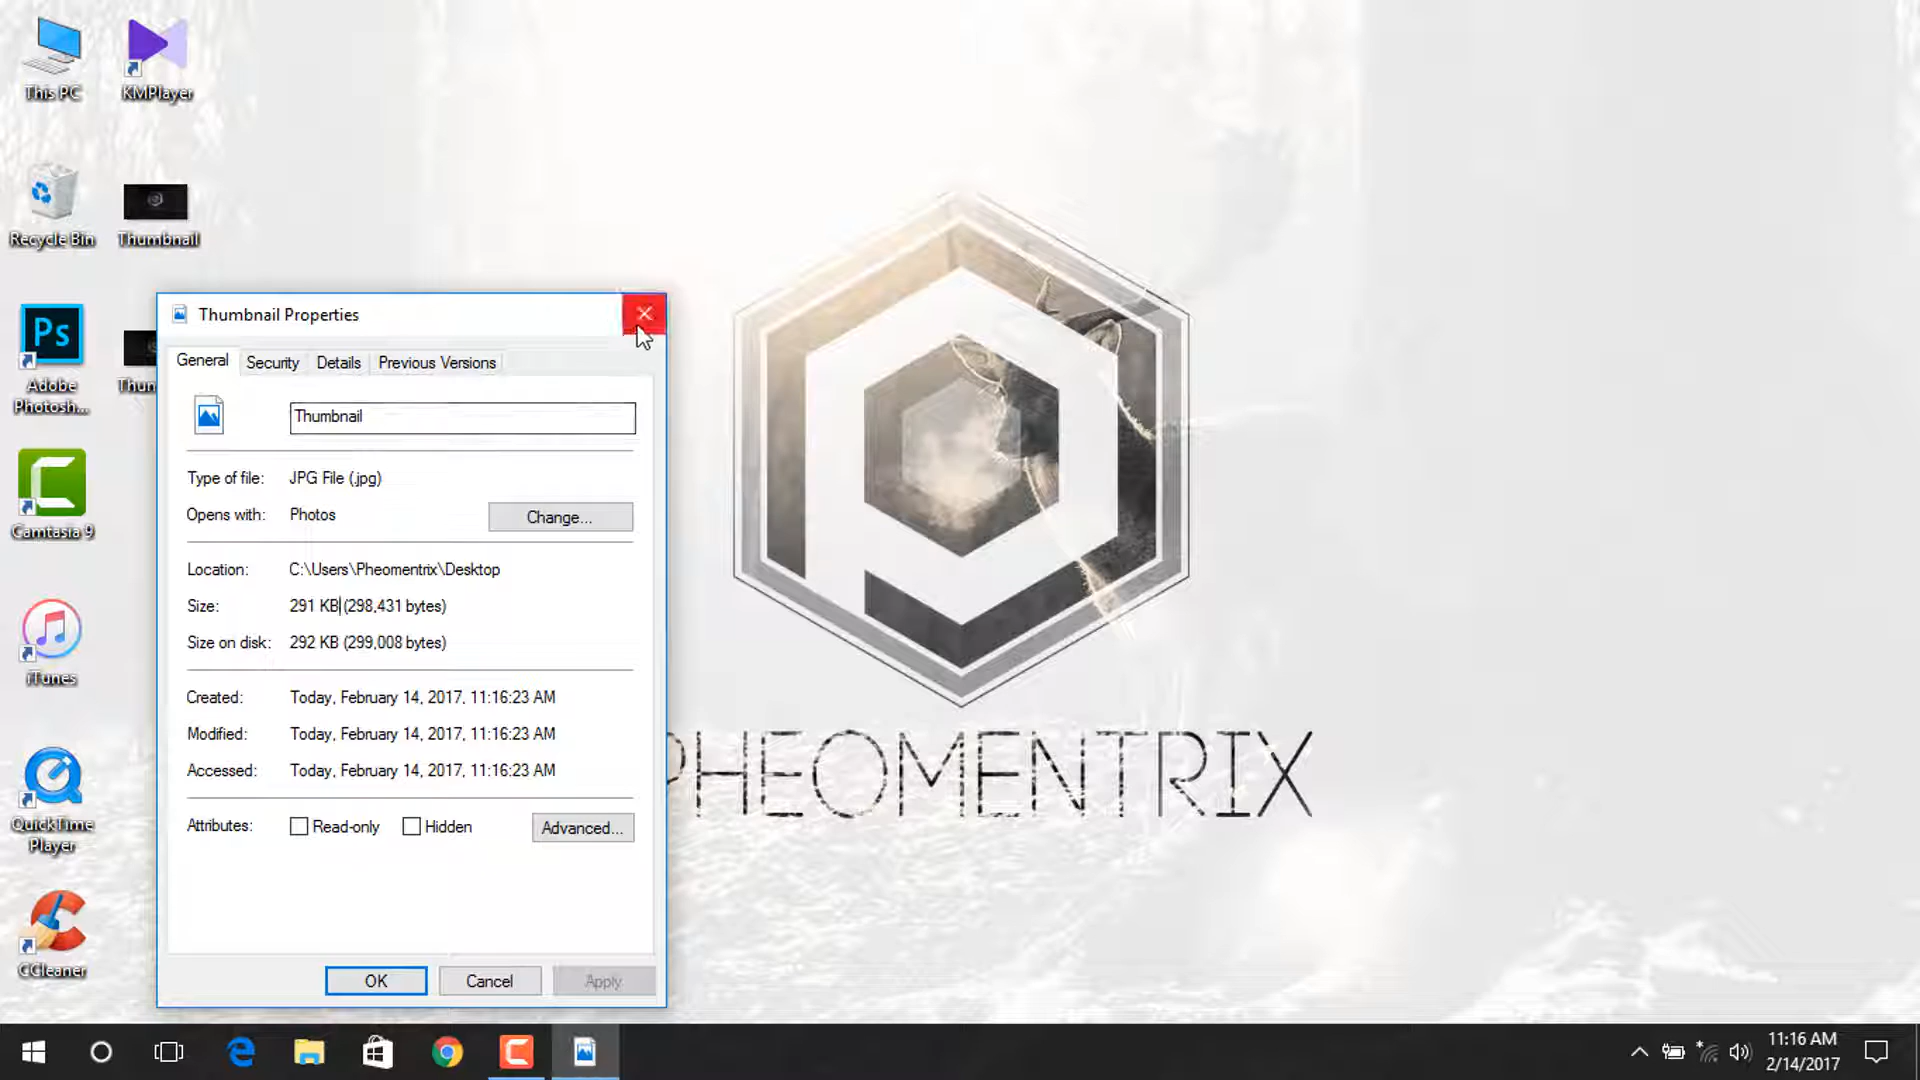 This PC
KMPlayer
Recycle Bin
Thumbnail
Ps
Adobe
Photosh...
Thum
Camtasia 9
iTunes
QuickTime
Player
CCleaner
Thumbnail Properties
General Security Details Previous Versions
Thumbnail
Type of file: JPG File (.jpg)
Opens with: Photos Change...
Location: C:\Users\Pheomentrix\Desktop
Size: 291 KB (298,431 bytes)
Size on disk: 292 KB (299,008 bytes)
Created: Today, February 14, 2017, 11:16:23 AM
Modified: Today, February 14, 2017, 11:16:23 AM
Accessed: Today, February 14, 2017, 11:16:23 AM
Attributes: Read-only Hidden Advanced...
OK Cancel Apply
PHEOMENTRIX
11:16 AM
2/14/2017